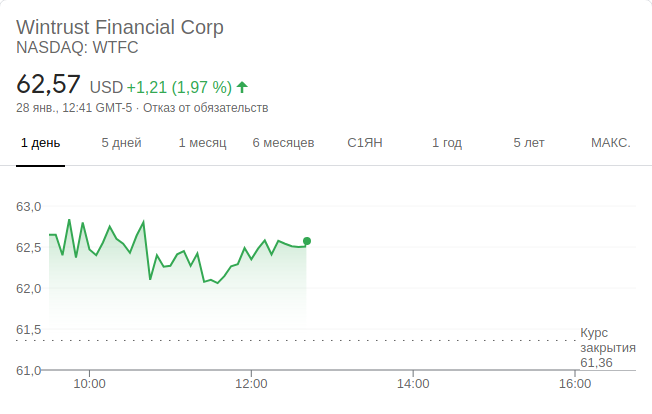 Wintrust Financial Corp
NASDAQ: WTFC
62,57 USD +1,21 (1,97 %)
28 янв., 12:41 GMT-5 · Отказ от обязательств
1 день 5 дней 1 месяц 6 месяцев С1ЯН 1 год 5 лет МАКС.
63,0
62,5
62,0
61,5
Курс
закрытия
61,36
61,0
10:00 12:00 14:00 16:00